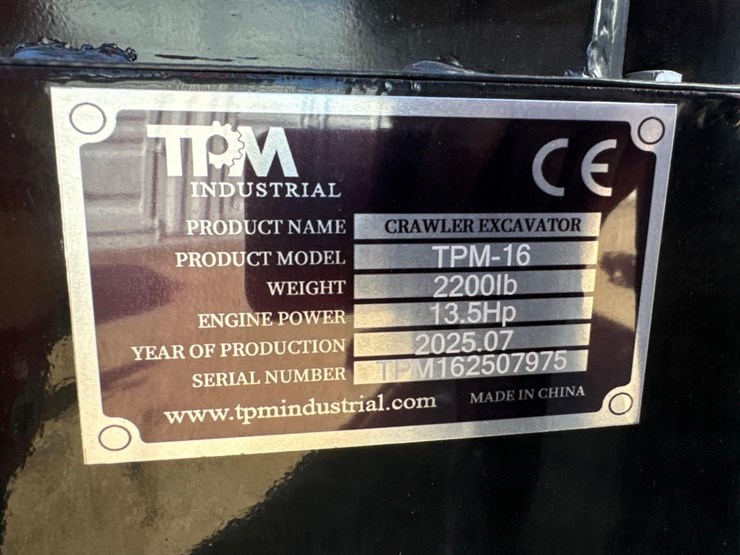 TPM
INDUSTRIAL
CE
PRODUCT NAME CRAWLER EXCAVATOR
PRODUCT MODEL TPM-16
WEIGHT 2200lb
ENGINE POWER 13.5Hp
YEAR OF PRODUCTION 2025.07
SERIAL NUMBER TPM162507975
www.tpmindustrial.com MADE IN CHINA